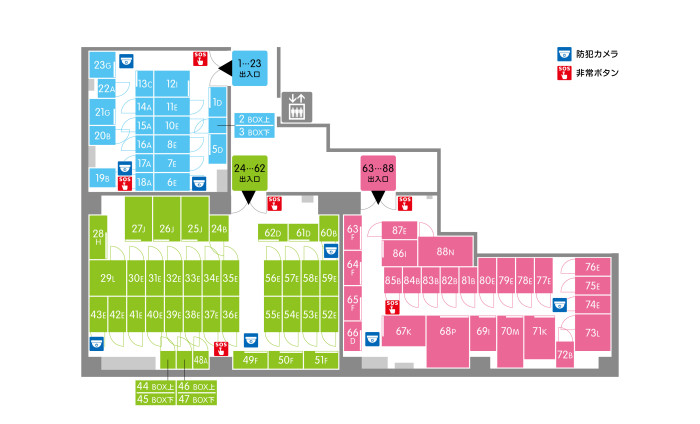 防犯カメラ
SOS 非常ボタン
SOS
1…23
出入口
23G
22A
21G
20B
19B
13C
12I
14A
11E
15A
10E
16A
8E
17A
7E
18A
6E
1D
5D
2 BOX上
3 BOX下
SOS
24…62
出入口
SOS
63…88
出入口
SOS
28H
27J
26J
25J
24B
62D
61D
60B
29L
30E
31E
32E
33E
34E
35E
56E
57E
58E
59E
43E
42E
41E
40E
39E
38E
37E
36E
55E
54E
53E
52E
SOS
48A
49F
50F
51F
44 BOX上
45 BOX下
46 BOX上
47 BOX下
63F
64F
65F
66D
87E
86I
88N
85B
84B
83B
82B
81B
80E
79E
78E
77E
76E
75E
74E
73L
SOS
67K
68P
69I
70M
71K
72B